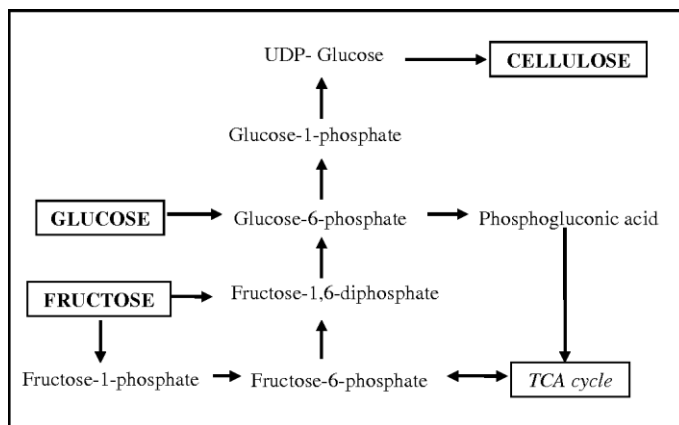 UDP- Glucose
CELLULOSE
Glucose-1-phosphate
GLUCOSE
Glucose-6-phosphate
Phosphogluconic acid
FRUCTOSE
Fructose-1,6-diphosphate
Fructose-1-phosphate
Fructose-6-phosphate
TCA cycle